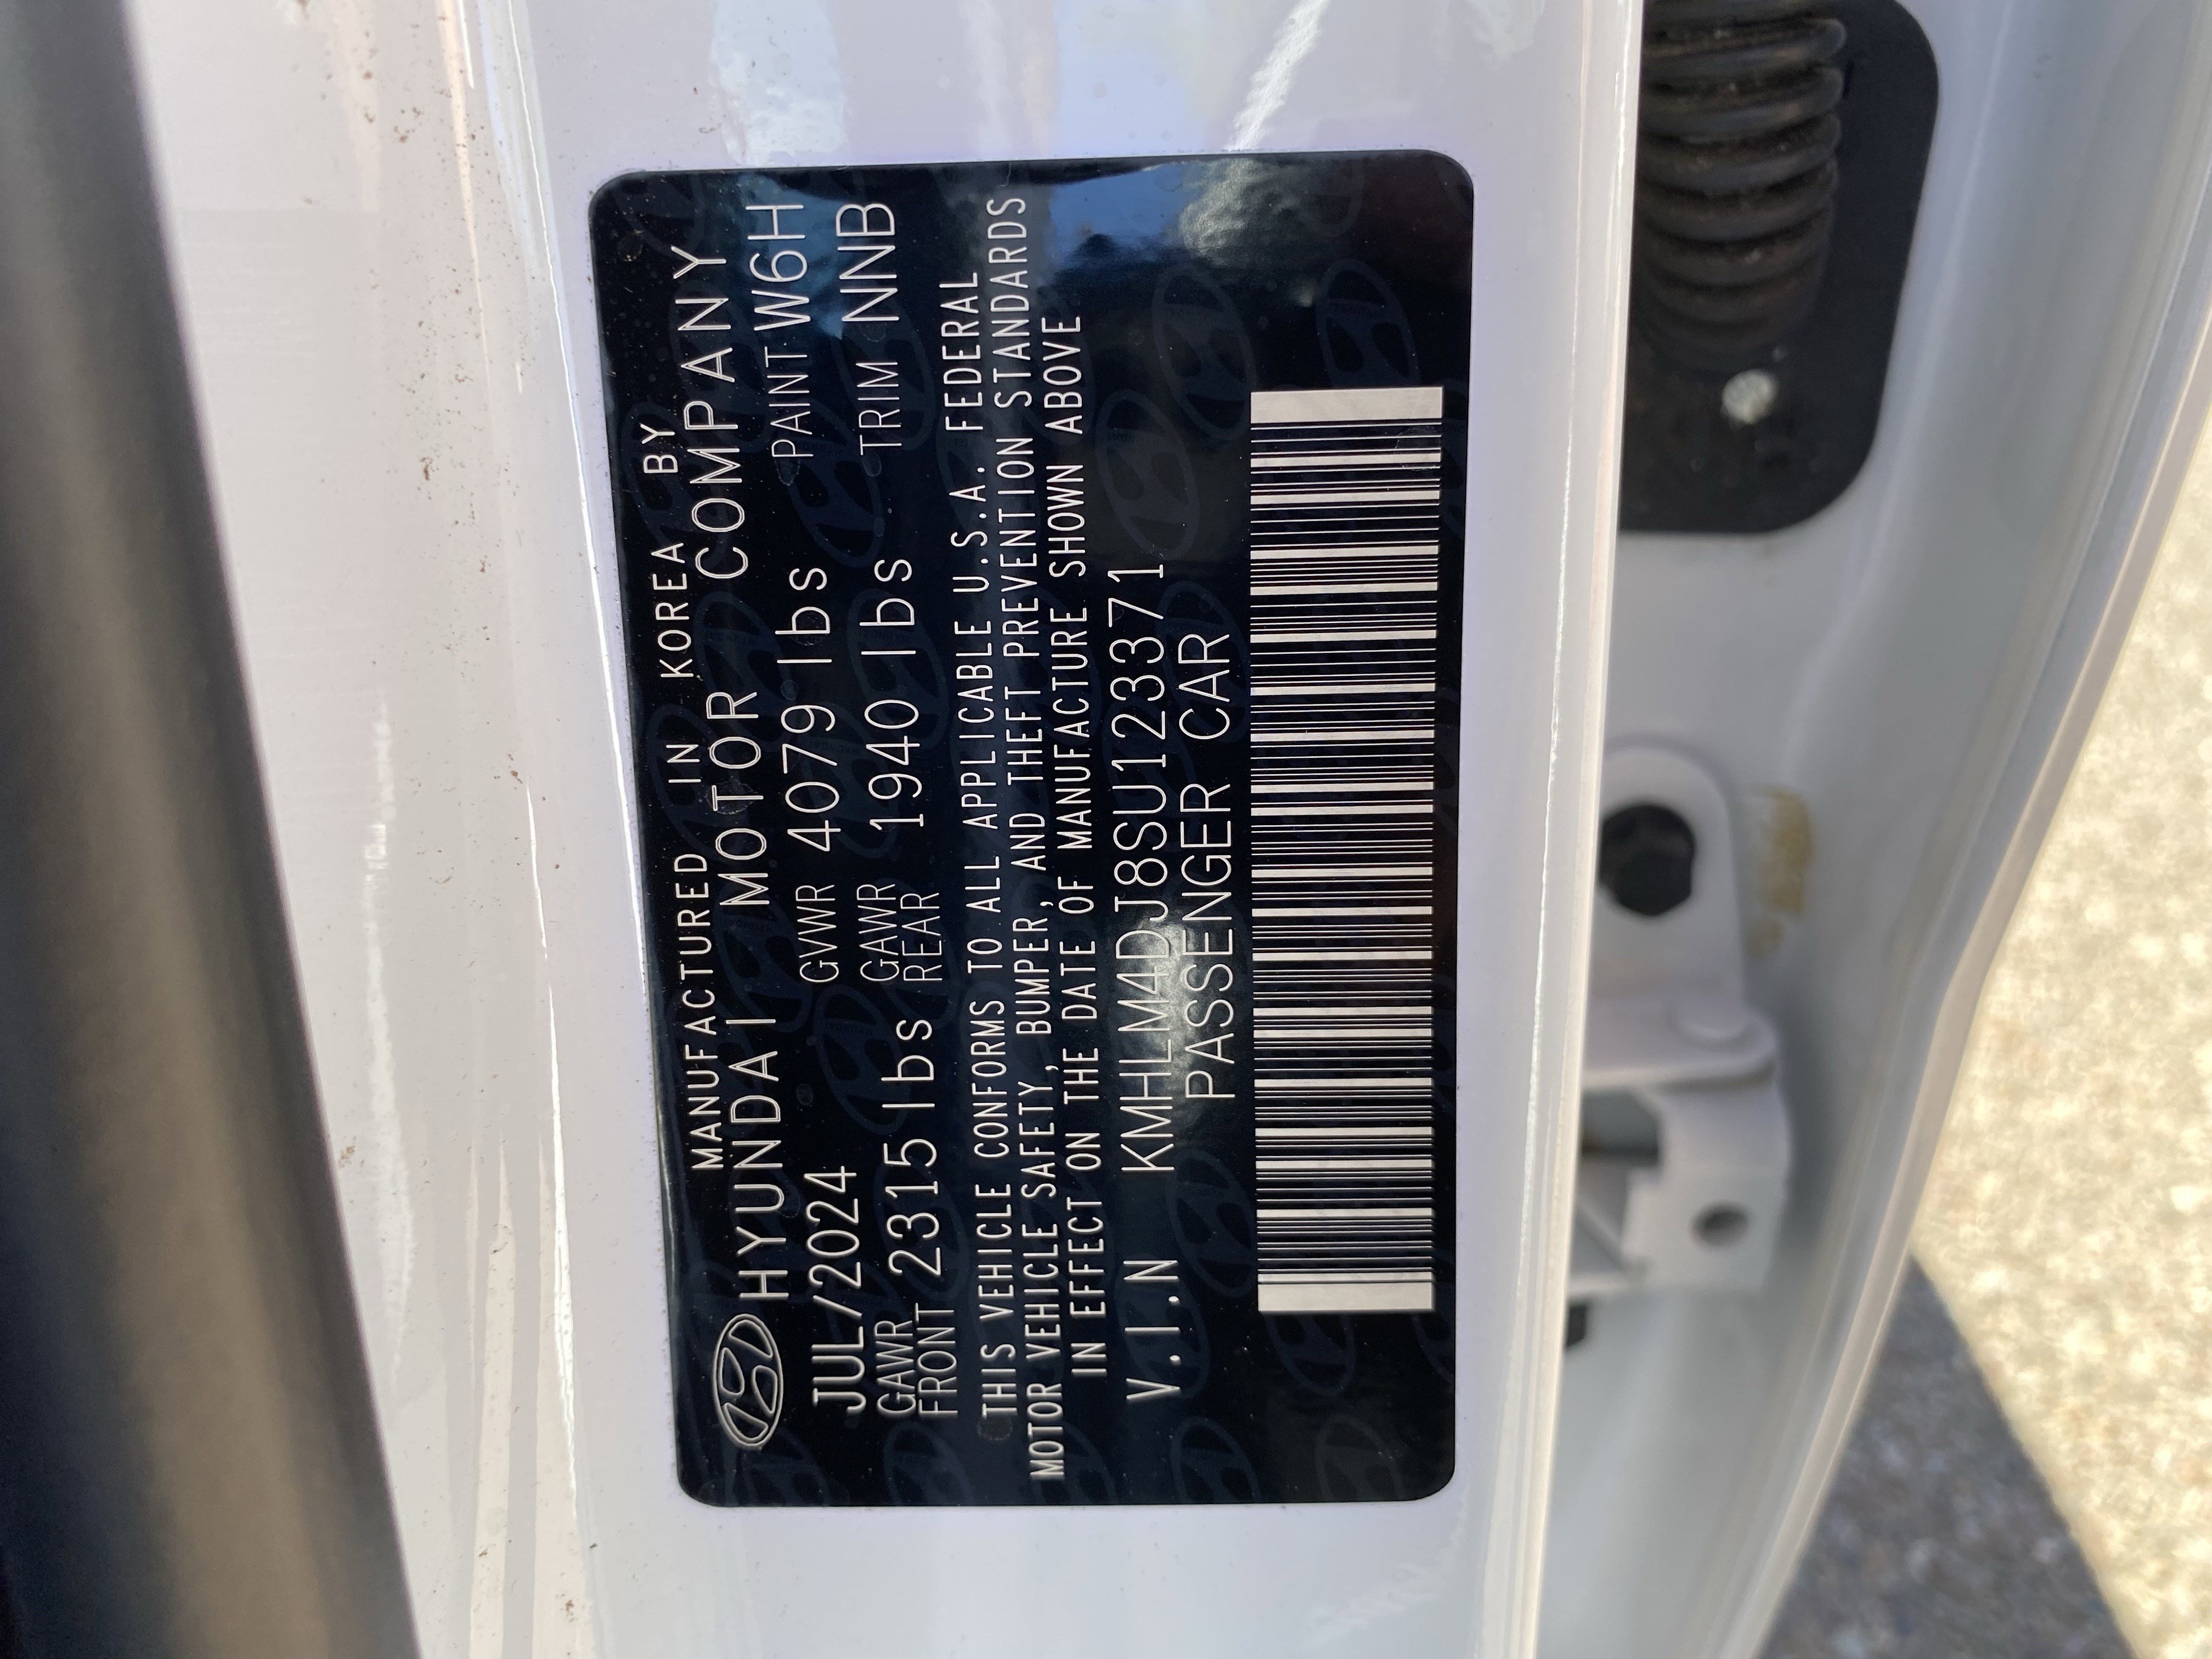 MANUFACTURED IN KOREA BY
HYUNDAI MOTOR COMPANY
JUL/2024 GVWR 4079 lbs PAINT W6H
GAWR FRONT 2315 lbs GAWR REAR 1940 lbs TRIM NNB
THIS VEHICLE CONFORMS TO ALL APPLICABLE U.S.A. FEDERAL
MOTOR VEHICLE SAFETY, BUMPER, AND THEFT PREVENTION STANDARDS
IN EFFECT ON THE DATE OF MANUFACTURE SHOWN ABOVE
V.I.N KMHLM4DJ8SU123371
PASSENGER CAR